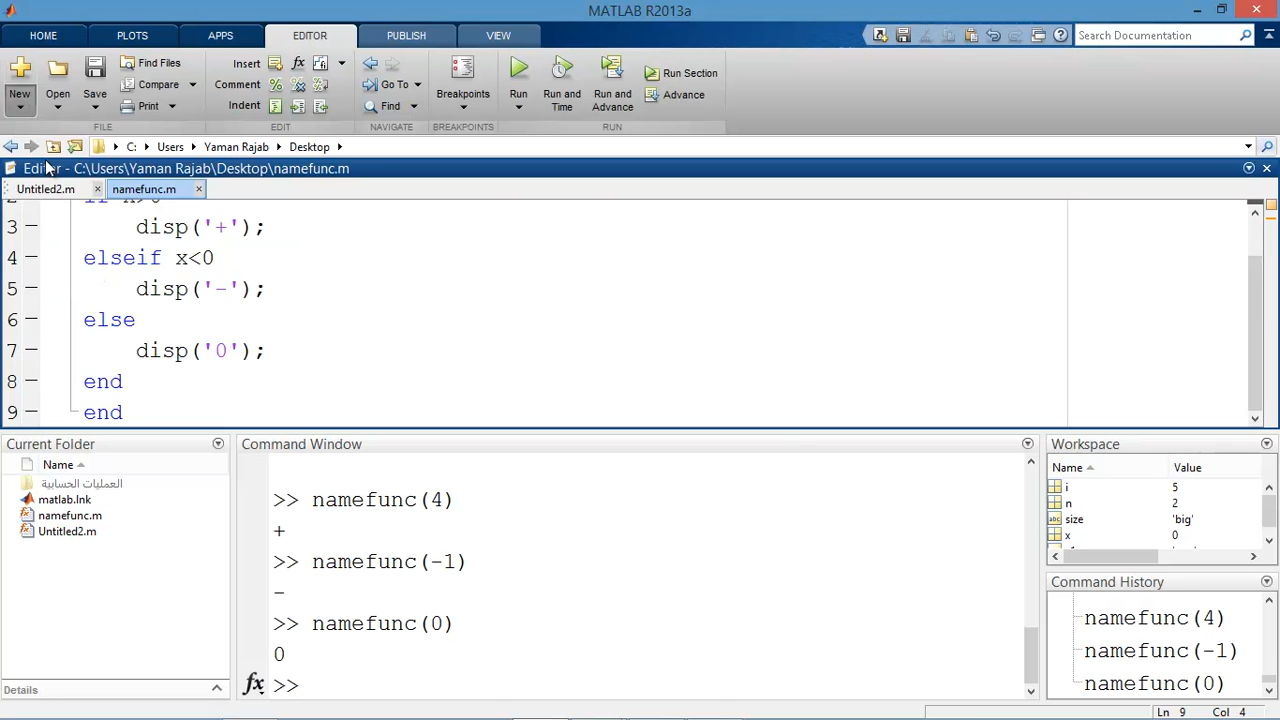 MATLAB R2013a
HOME PLOTS APPS EDITOR PUBLISH VIEW
Search Documentation
New Open Save Find Files Compare Print
Insert Comment Indent
Go To Find
Breakpoints
Run Run and Time Run and Advance Run Section Advance
FILE EDIT NAVIGATE BREAKPOINTS RUN
C: Users Yaman Rajab Desktop
Editor - C:\Users\Yaman Rajab\Desktop\namefunc.m
Untitled2.m namefunc.m
3 disp('+');
4 elseif x<0
5 disp('-');
6 else
7 disp('0');
8 end
9 end
Current Folder
Name
العمليات الحسابية
matlab.lnk
namefunc.m
Untitled2.m
Details
Command Window
>> namefunc(4)
+
>> namefunc(-1)
-
>> namefunc(0)
0
fx >>
Workspace
Name Value
i 5
n 2
abc size 'big'
x 0
Command History
namefunc(4)
namefunc(-1)
namefunc(0)
Ln 9 Col 4